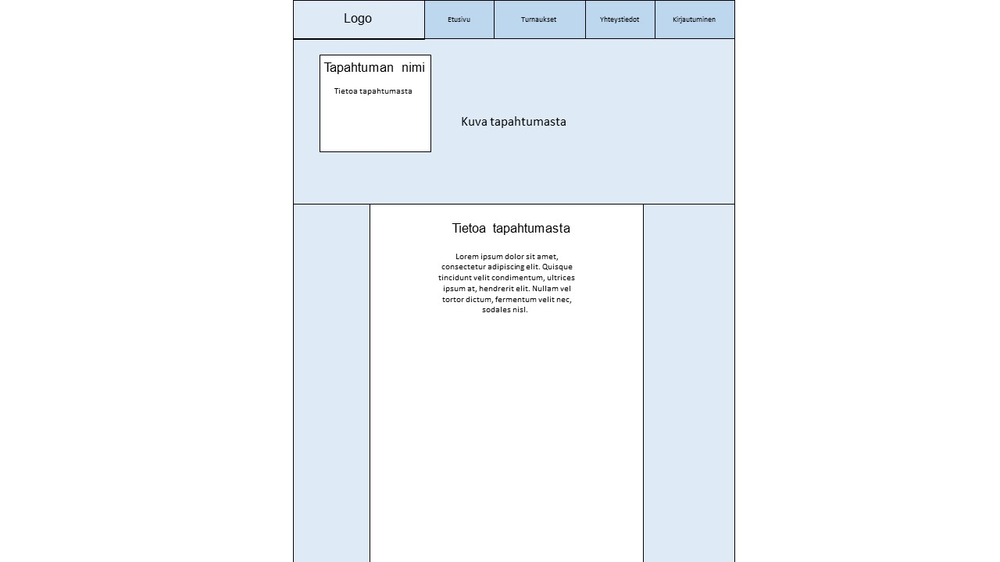 Logo
Etusivu
Turnaukset
Yhteystiedot
Kirjautuminen
Tapahtuman nimi
Tietoa tapahtumasta
Kuva tapahtumasta
Tietoa tapahtumasta
Lorem ipsum dolor sit amet,
consectetur adipiscing elit. Quisque
tincidunt velit condimentum, ultrices
ipsum at, hendrerit elit. Nullam vel
tortor dictum, fermentum velit nec,
sodales nisl.